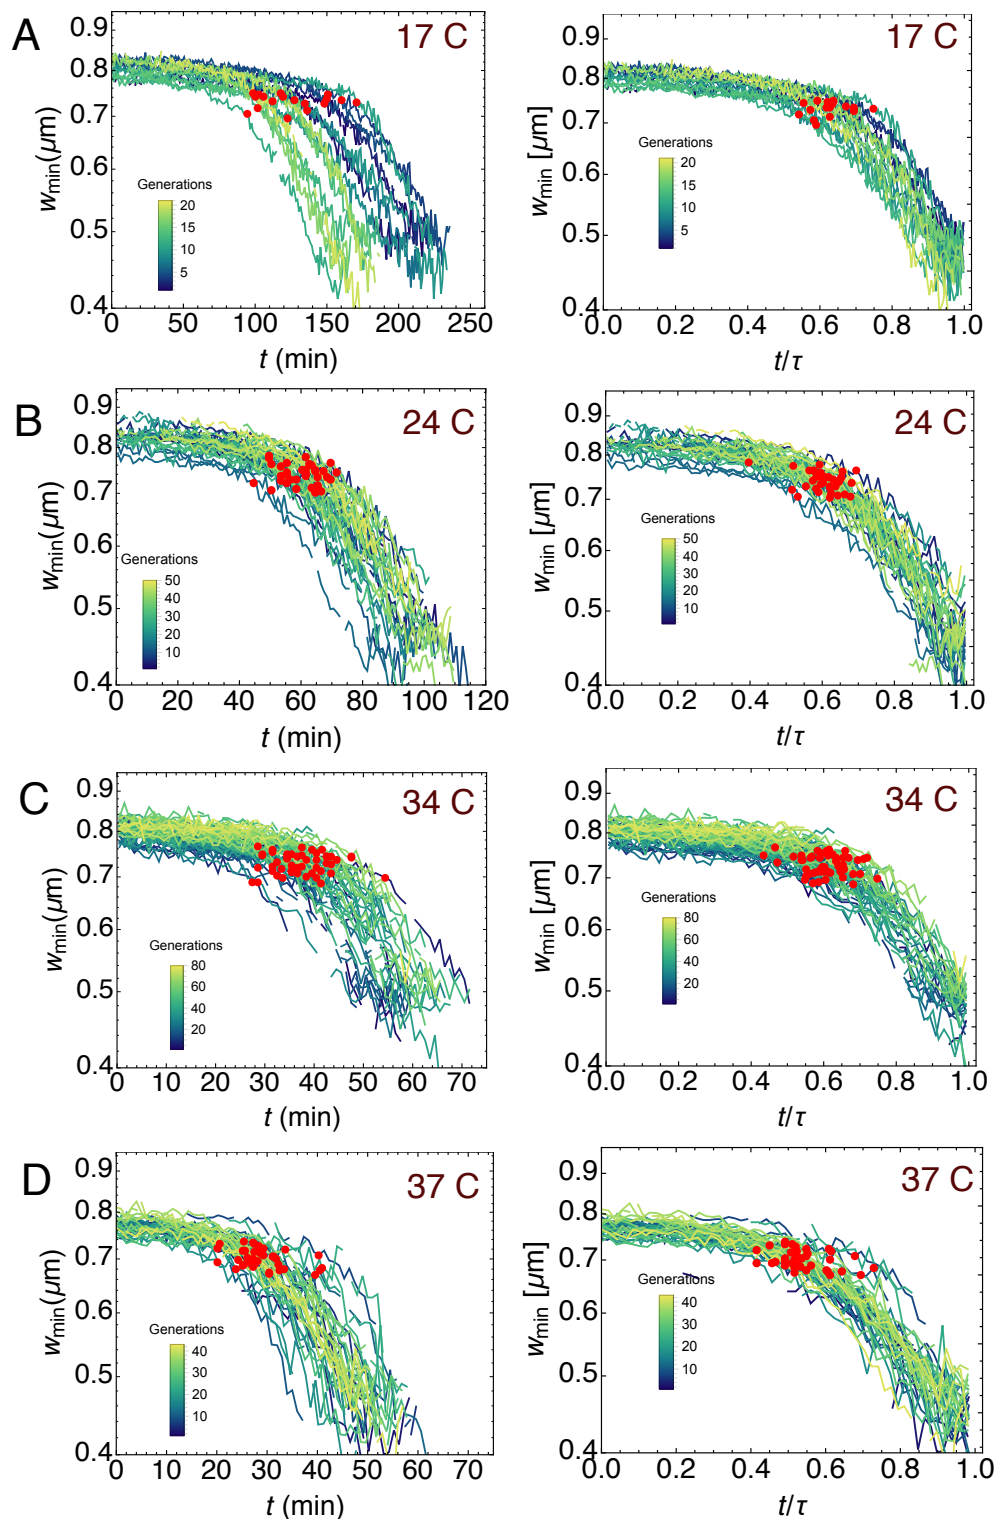 A
17 C
0.9
0.8
0.7
0.6
0.5
0.4
wmin(μm)
Generations
20
15
10
5
0 50 100 150 200 250
t (min)
17 C
0.9
0.8
0.7
0.6
0.5
0.4
wmin [μm]
Generations
20
15
10
5
0.0 0.2 0.4 0.6 0.8 1.0
t/τ
B
24 C
0.9
0.8
0.7
0.6
0.5
0.4
wmin(μm)
Generations
50
40
30
20
10
0 20 40 60 80 100 120
t (min)
24 C
0.9
0.8
0.7
0.6
0.5
0.4
wmin [μm]
Generations
50
40
30
20
10
0.0 0.2 0.4 0.6 0.8 1.0
t/τ
C
34 C
0.9
0.8
0.7
0.6
0.5
0.4
wmin(μm)
Generations
80
60
40
20
0 10 20 30 40 50 60 70
t (min)
34 C
0.9
0.8
0.7
0.6
0.5
0.4
wmin [μm]
Generations
80
60
40
20
0.0 0.2 0.4 0.6 0.8 1.0
t/τ
D
37 C
0.9
0.8
0.7
0.6
0.5
0.4
wmin(μm)
Generations
40
30
20
10
0 10 20 30 40 50 60 70
t (min)
37 C
0.9
0.8
0.7
0.6
0.5
0.4
wmin [μm]
Generations
40
30
20
10
0.0 0.2 0.4 0.6 0.8 1.0
t/τ